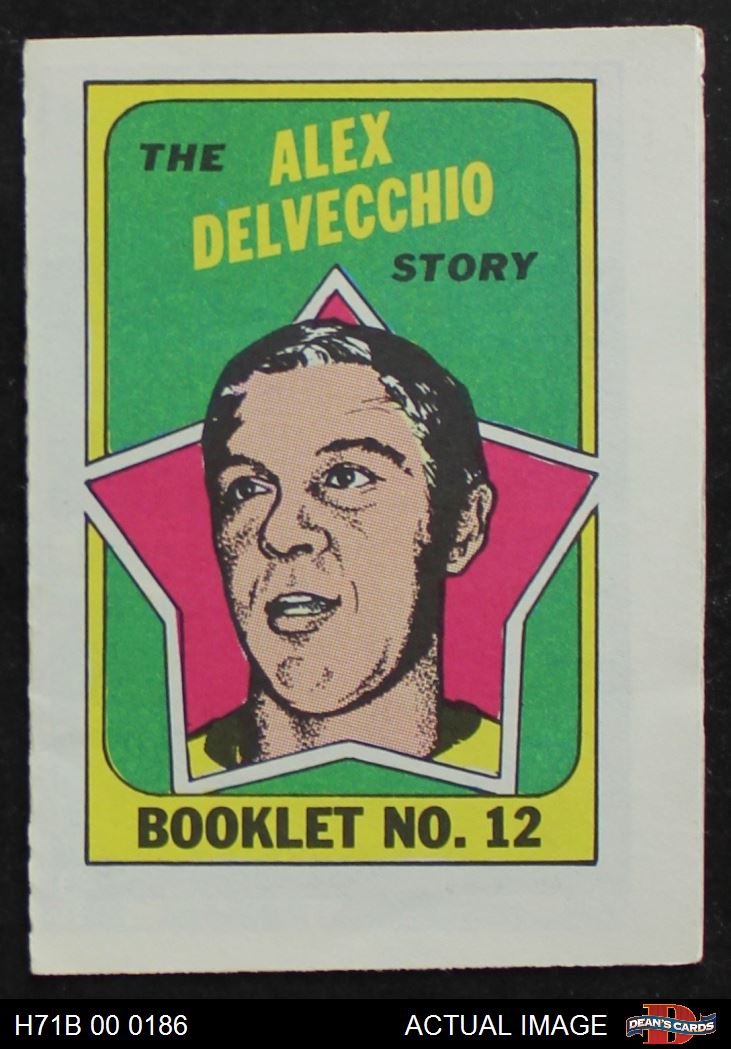 THE ALEX
DELVECCHIO
STORY
BOOKLET NO. 12
H71B 00 0186
ACTUAL IMAGE
D
DEAN'S CARDS